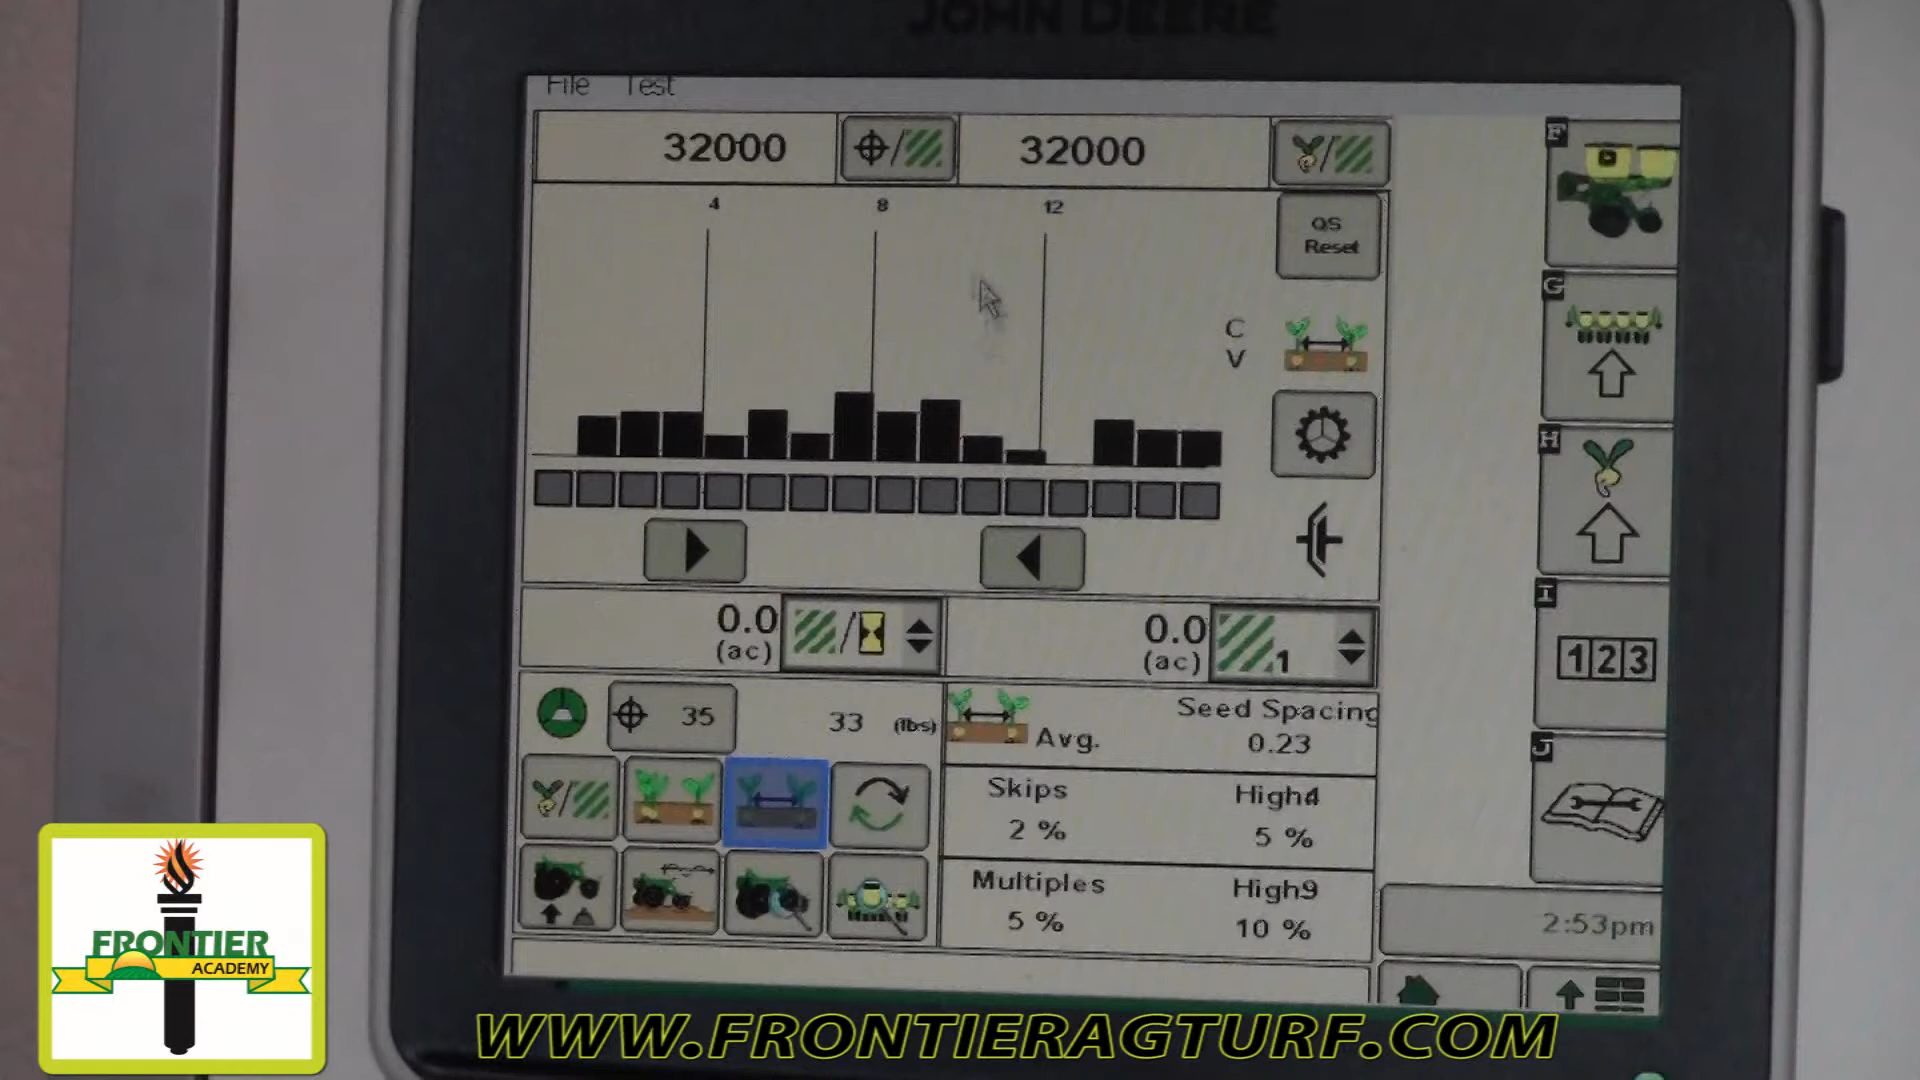 JOHN DEERE
File Test
32000 32000
4 8 12
QS
Reset
C
V
0.0
(ac)
0.0
(ac)
1
35 33 (lbs)
Avg.
Seed Spacing
0.23
Skips High4
2 % 5 %
Multiples High9
5 % 10 %
F
G
H
I
123
J
2:53pm
FRONTIER
ACADEMY
WWW.FRONTIERAGTURF.COM